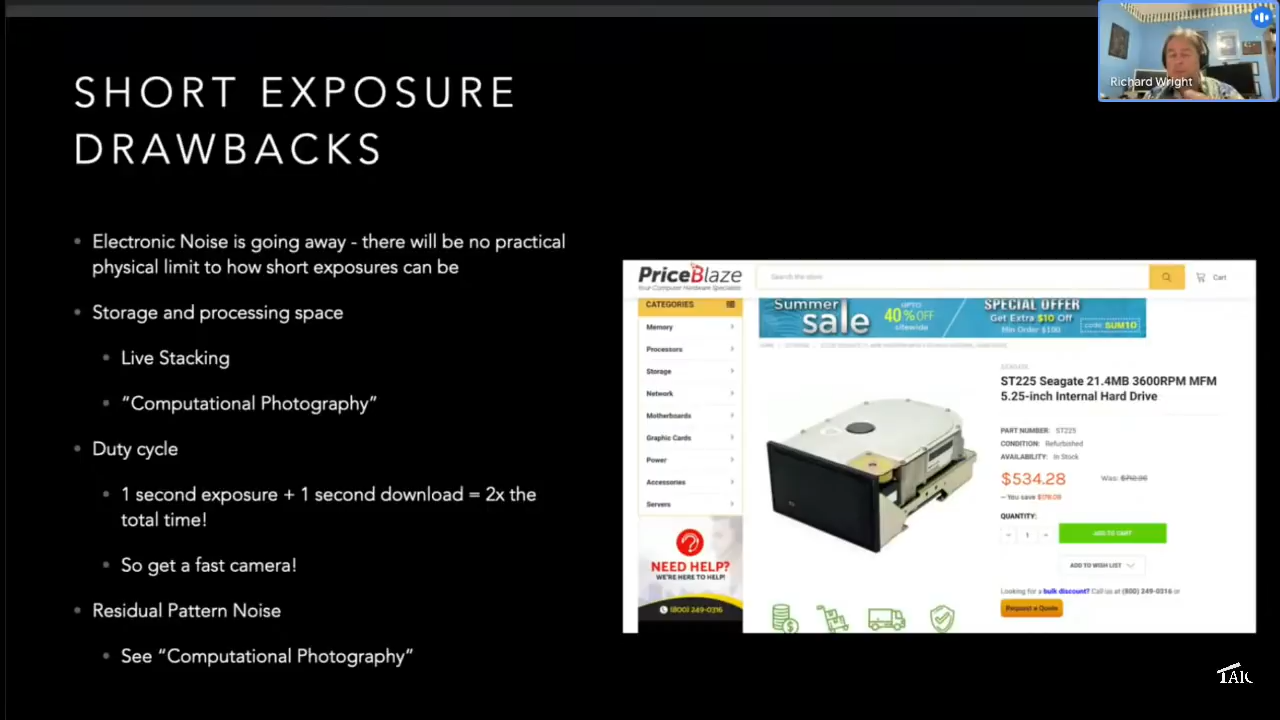 SHORT EXPOSURE
DRAWBACKS
Richard Wright
Electronic Noise is going away - there will be no practical
physical limit to how short exposures can be
Storage and processing space
Live Stacking
“Computational Photography”
Duty cycle
1 second exposure + 1 second download = 2x the
total time!
So get a fast camera!
Residual Pattern Noise
See “Computational Photography”
PriceBlaze
Your Computer Hardware Specialist
Search the store
Cart
CATEGORIES
Memory
Processors
Storage
Network
Motherboards
Graphic Cards
Power
Accessories
Servers
NEED HELP?
WE'RE HERE TO HELP!
(800) 249-0316
Summer
sale
UPTO
40% OFF
sitewide
SPECIAL OFFER
Get Extra $10 Off
Min Order $100
code: SUM10
SEAGATE
ST225 Seagate 21.4MB 3600RPM MFM
5.25-inch Internal Hard Drive
PART NUMBER: ST225
CONDITION: Refurbished
AVAILABILITY: In Stock
$534.28
Was:
You save
QUANTITY:
1
ADD TO CART
ADD TO WISH LIST
Looking for a bulk discount? Call us at (800) 249-0316 or
Request a Quote